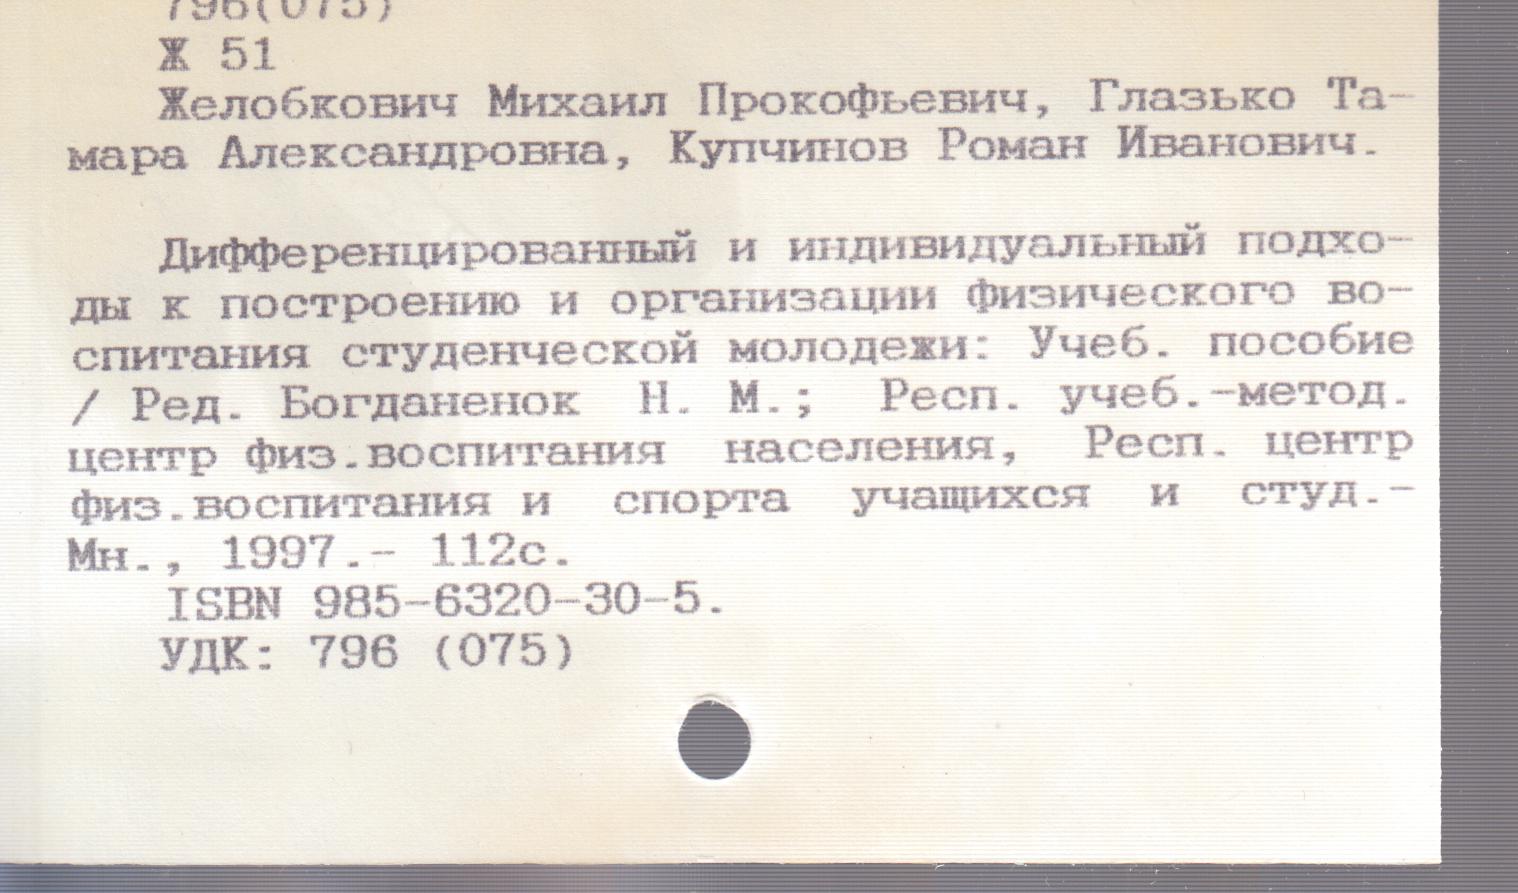 796(075)
Ж 51
Желобкович Михаил Прокофьевич, Глазько Та-
мара Александровна, Купчинов Роман Иванович.
Дифференцированный и индивидуальный подхо-
ды к построению и организации физического во-
спитания студенческой молодежи: Учеб. пособие
/ Ред. Богданенок Н. М.; Респ. учеб.-метод.
центр физ.воспитания населения, Респ. центр
физ.воспитания и спорта учащихся и студ.-
Мн., 1997.- 112с.
ISBN 985-6320-30-5.
УДК: 796 (075)